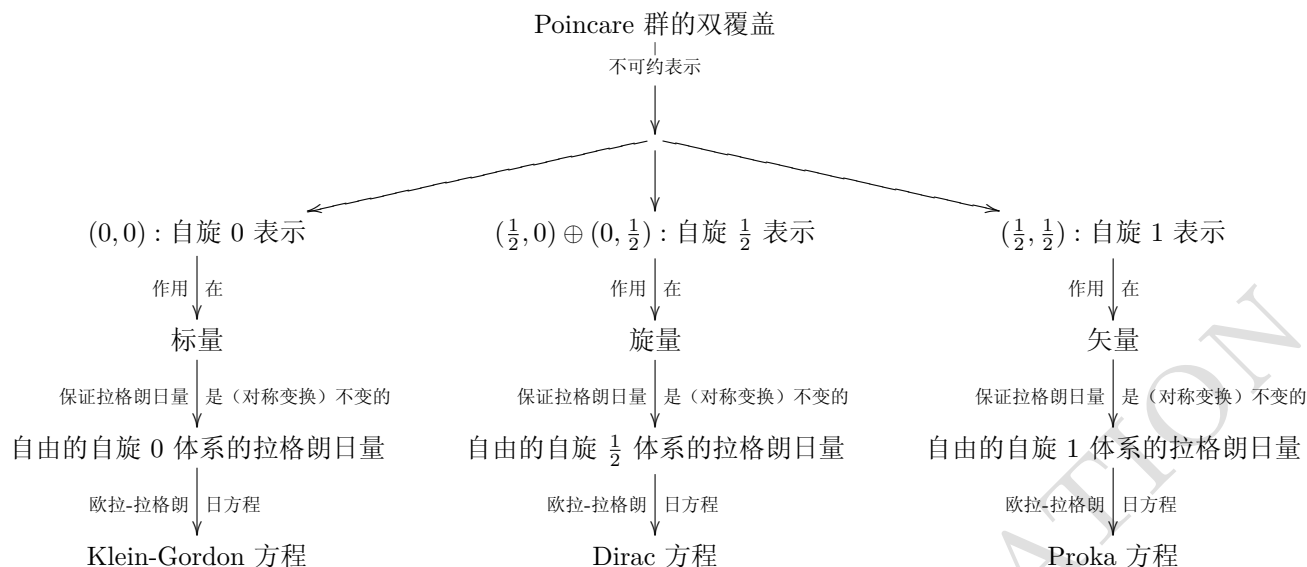 Poincare 群的双覆盖
不可约表示
(0, 0) : 自旋 0 表示
(1/2, 0) ⊕ (0, 1/2) : 自旋 1/2 表示
(1/2, 1/2) : 自旋 1 表示
作用 在
作用 在
作用 在
标量
旋量
矢量
保证拉格朗日量 是（对称变换）不变的
保证拉格朗日量 是（对称变换）不变的
保证拉格朗日量 是（对称变换）不变的
自由的自旋 0 体系的拉格朗日量
自由的自旋 1/2 体系的拉格朗日量
自由的自旋 1 体系的拉格朗日量
欧拉-拉格朗 日方程
欧拉-拉格朗 日方程
欧拉-拉格朗 日方程
Klein-Gordon 方程
Dirac 方程
Proka 方程
ATION